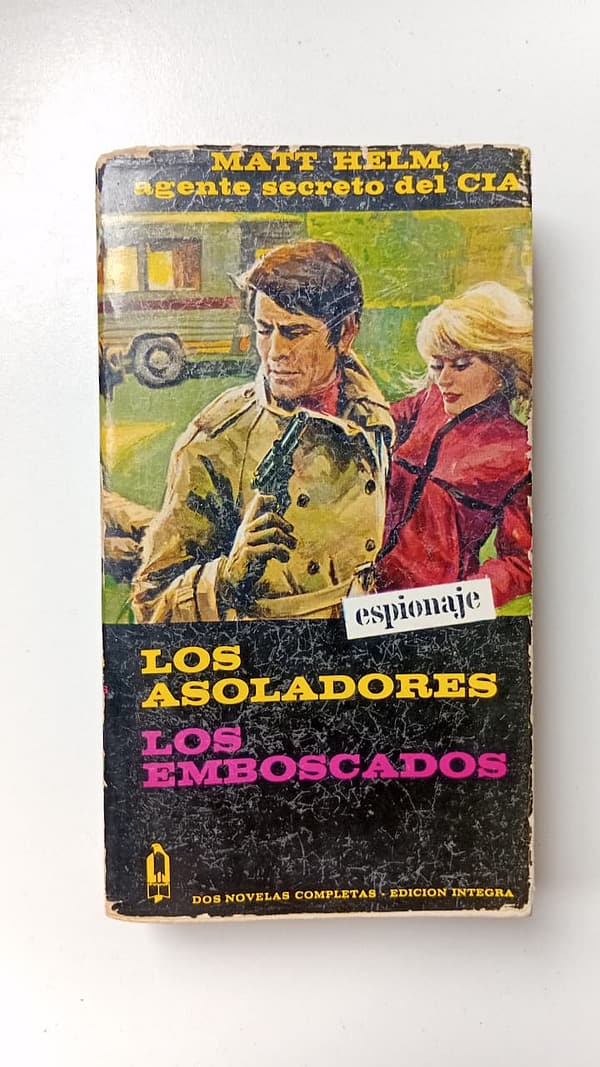 MATT HELM,
agente secreto del CIA
espionaje
LOS
ASOLADORES
LOS
EMBOSCADOS
DOS NOVELAS COMPLETAS - EDICION INTEGRA